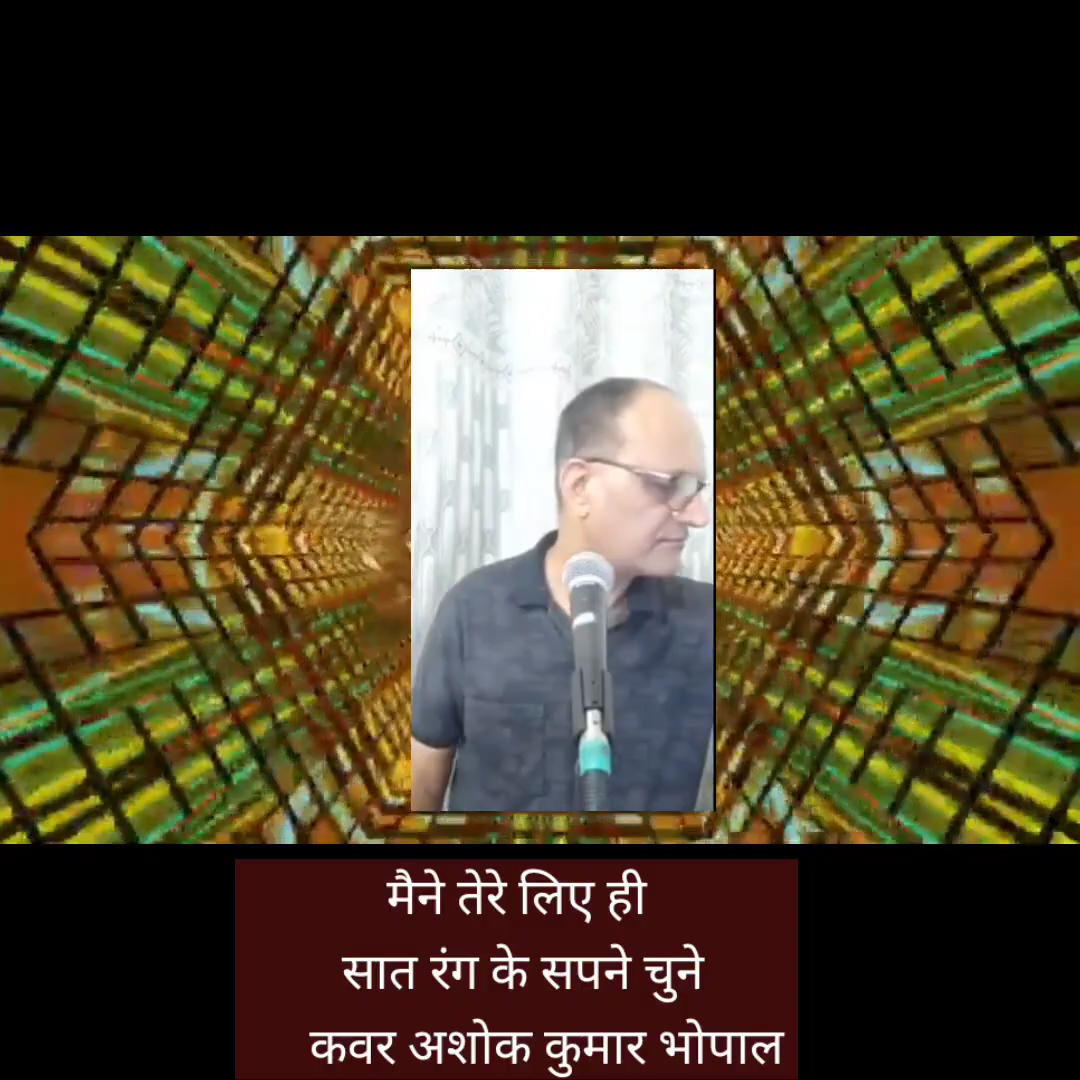 मैने तेरे लिए ही
सात रंग के सपने चुने
कवर अशोक कुमार भोपाल